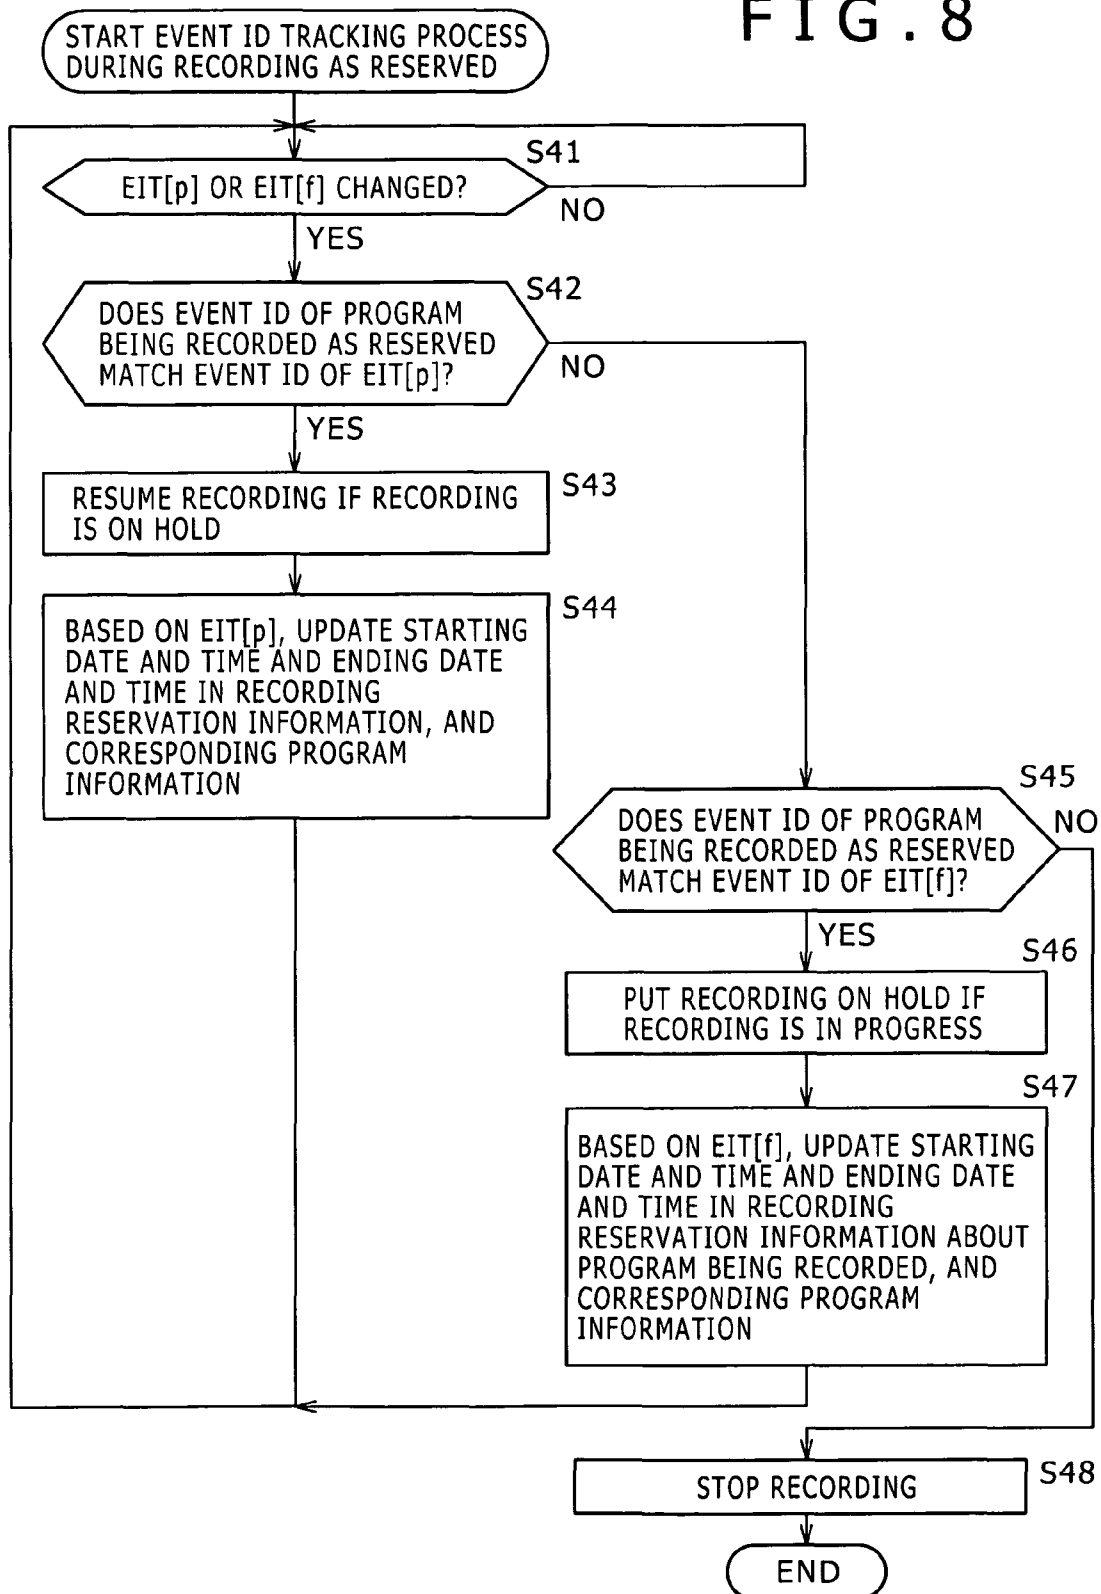 FIG.8
START EVENT ID TRACKING PROCESS
DURING RECORDING AS RESERVED
S41
EIT[p] OR EIT[f] CHANGED?
NO
YES
S42
DOES EVENT ID OF PROGRAM
BEING RECORDED AS RESERVED
MATCH EVENT ID OF EIT[p]?
NO
YES
S43
RESUME RECORDING IF RECORDING
IS ON HOLD
S44
BASED ON EIT[p], UPDATE STARTING
DATE AND TIME AND ENDING DATE
AND TIME IN RECORDING
RESERVATION INFORMATION, AND
CORRESPONDING PROGRAM
INFORMATION
S45
DOES EVENT ID OF PROGRAM
BEING RECORDED AS RESERVED
MATCH EVENT ID OF EIT[f]?
NO
YES
S46
PUT RECORDING ON HOLD IF
RECORDING IS IN PROGRESS
S47
BASED ON EIT[f], UPDATE STARTING
DATE AND TIME AND ENDING DATE
AND TIME IN RECORDING
RESERVATION INFORMATION ABOUT
PROGRAM BEING RECORDED, AND
CORRESPONDING PROGRAM
INFORMATION
STOP RECORDING
S48
END